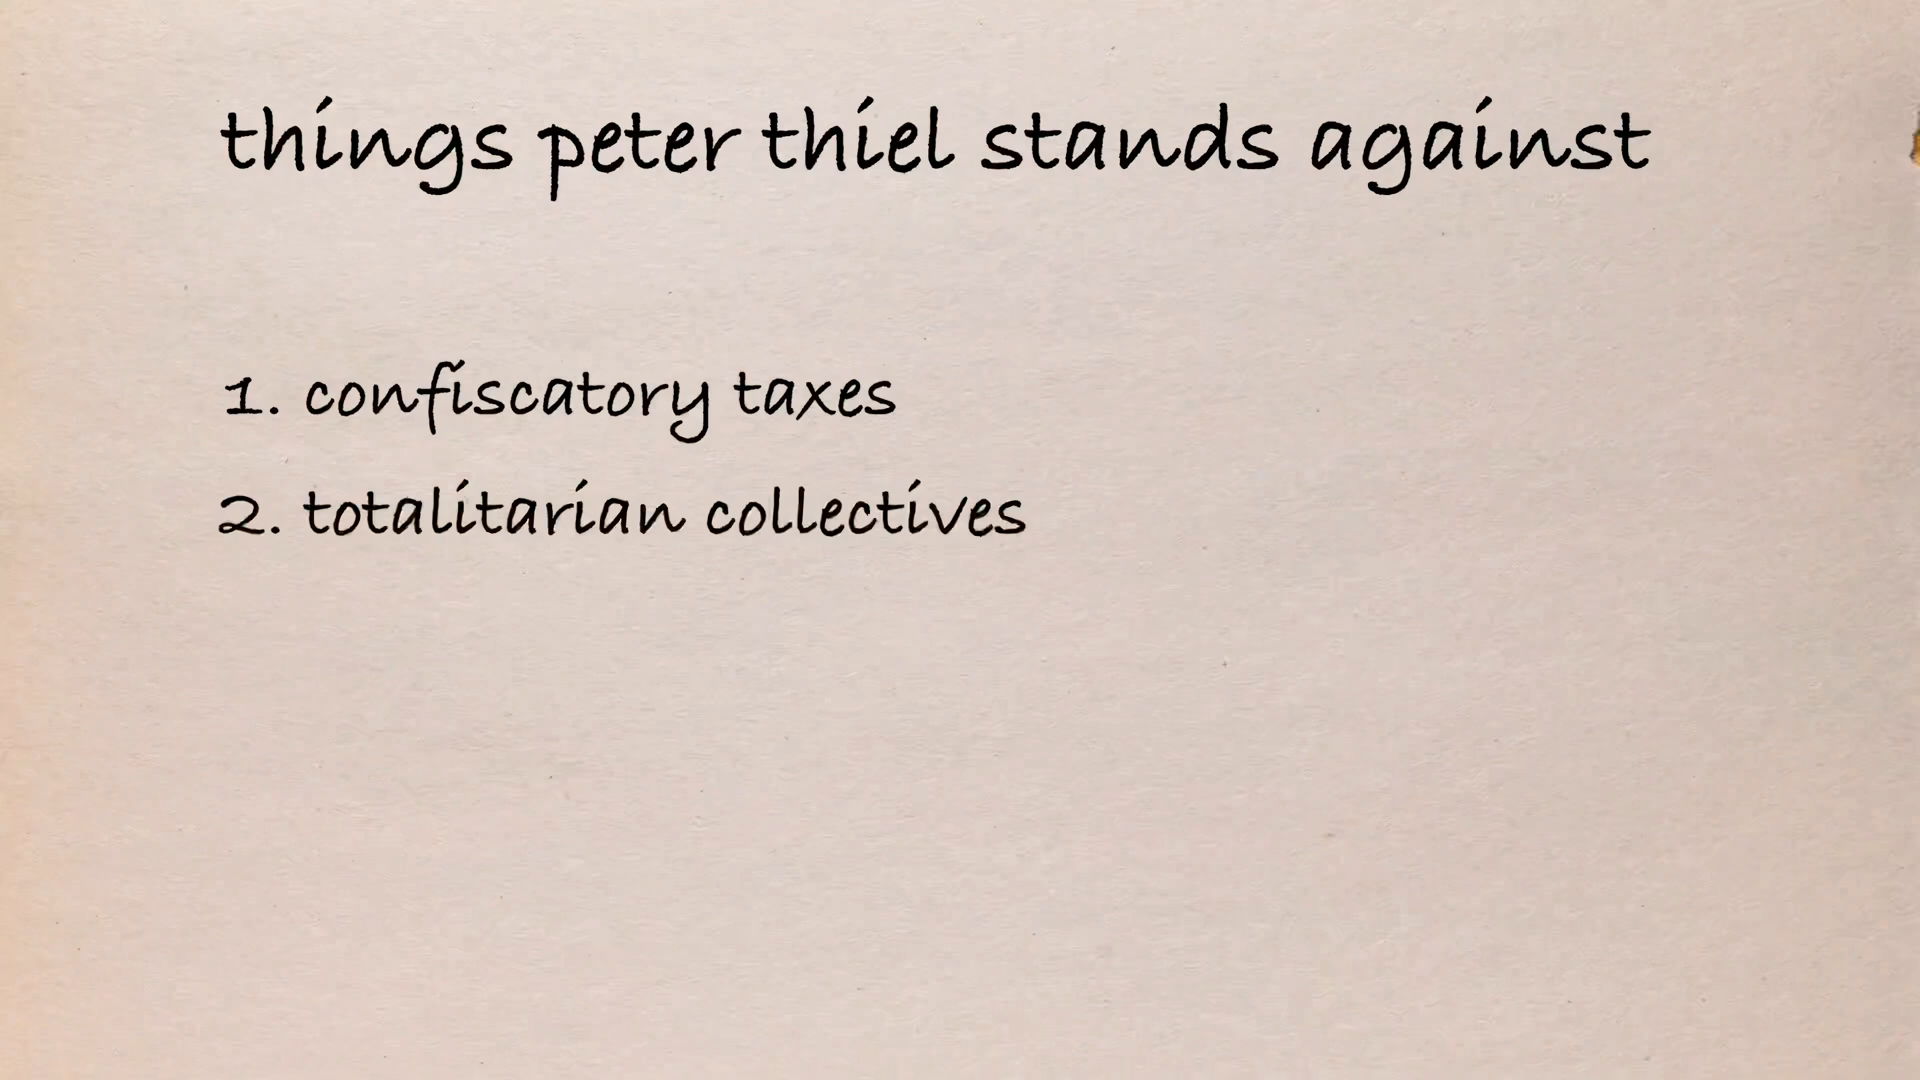 things peter thiel stands against
1. confiscatory taxes
2. totalitarian collectives